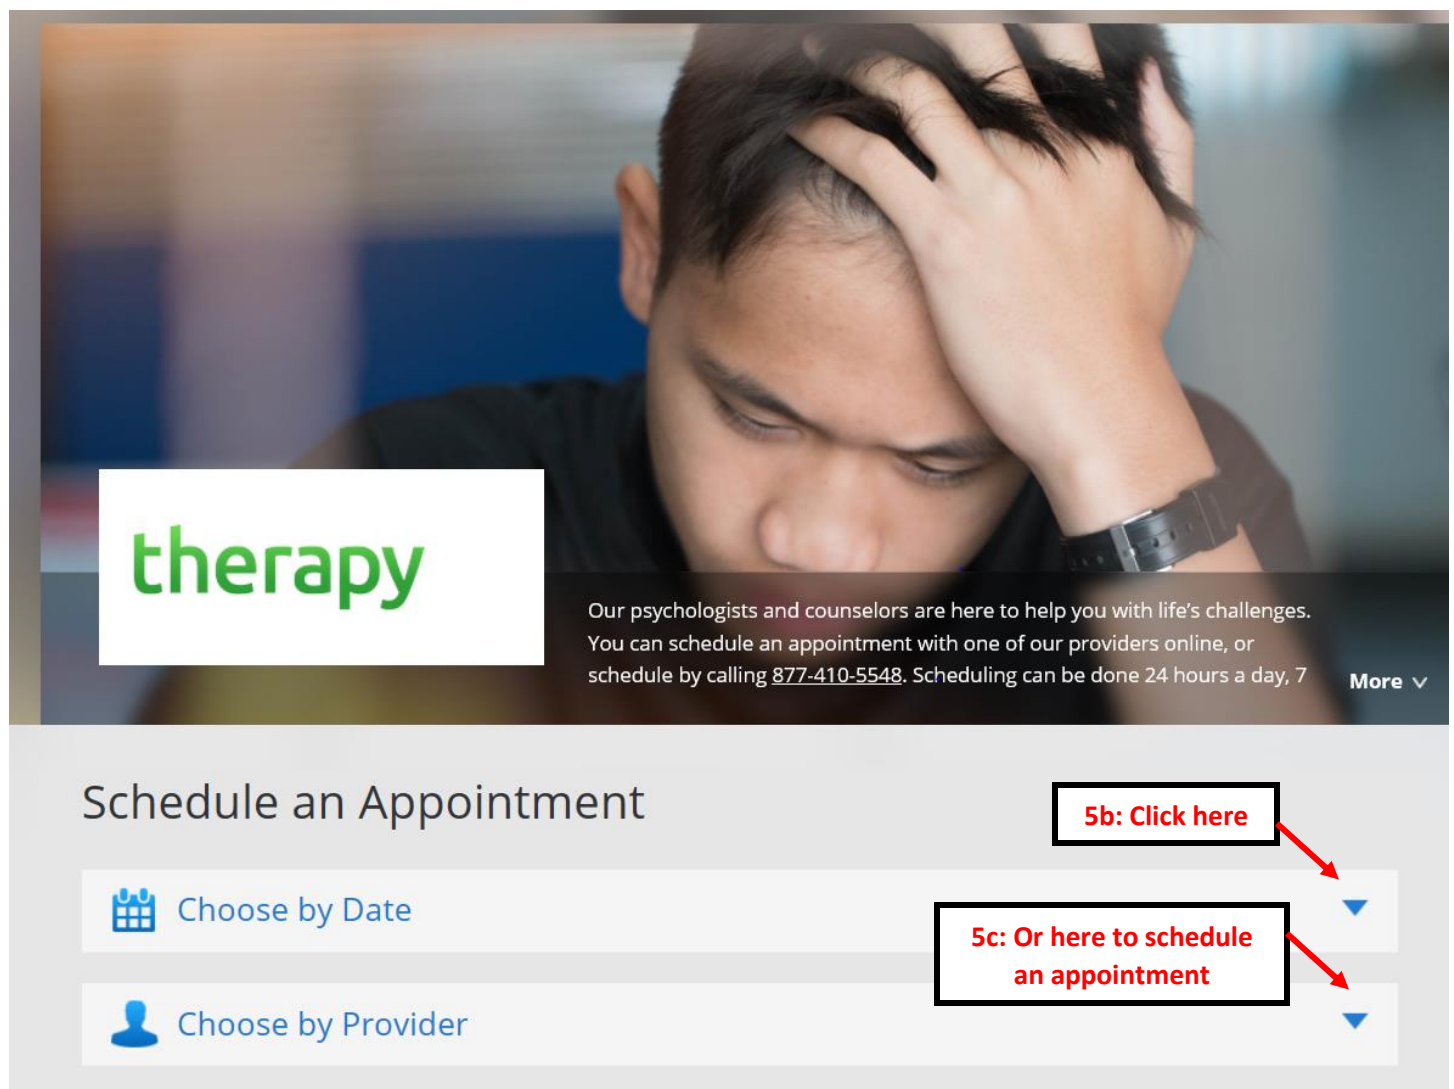 therapy
Our psychologists and counselors are here to help you with life’s challenges.
You can schedule an appointment with one of our providers online, or
schedule by calling 877-410-5548. Scheduling can be done 24 hours a day, 7
More
Schedule an Appointment
5b: Click here
Choose by Date
5c: Or here to schedule
an appointment
Choose by Provider